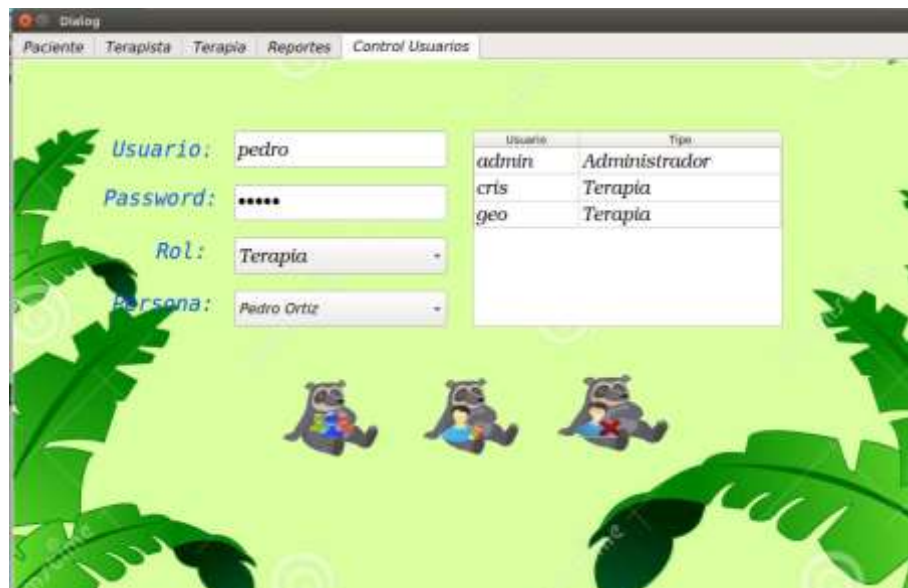 Dialog
Paciente Terapista Terapia Reportes Control Usuarios
Usuario: pedro
Password: •••••
Rol: Terapia
Persona: Pedro Ortiz
Usuario Tipo
admin Administrador
cris Terapia
geo Terapia